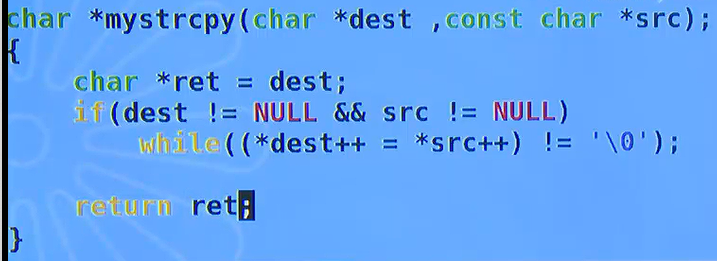 char *mystrcpy(char *dest ,const char *src);
{
    char *ret = dest;
    if(dest != NULL && src != NULL)
        while((*dest++ = *src++) != '\0');

    return ret;
}